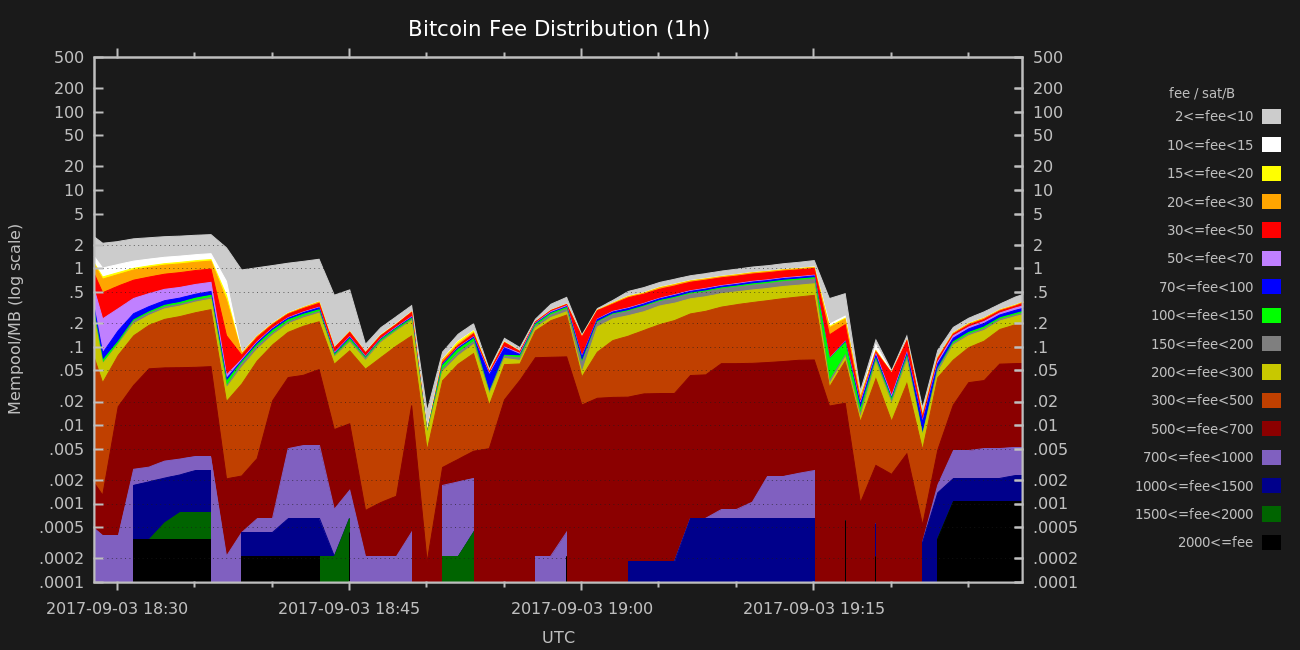 Bitcoin Fee Distribution (1h)
500 500
200 200
100 100
50 50
20 20
10 10
5 5
2 2
1 1
.5 .5
.2 .2
.1 .1
.05 .05
.02 .02
.01 .01
.005 .005
.002 .002
.001 .001
.0005 .0005
.0002 .0002
.0001 .0001
Mempool/MB (log scale)
2017-09-03 18:30 2017-09-03 18:45 2017-09-03 19:00 2017-09-03 19:15
UTC
fee / sat/B
2<=fee<10
10<=fee<15
15<=fee<20
20<=fee<30
30<=fee<50
50<=fee<70
70<=fee<100
100<=fee<150
150<=fee<200
200<=fee<300
300<=fee<500
500<=fee<700
700<=fee<1000
1000<=fee<1500
1500<=fee<2000
2000<=fee